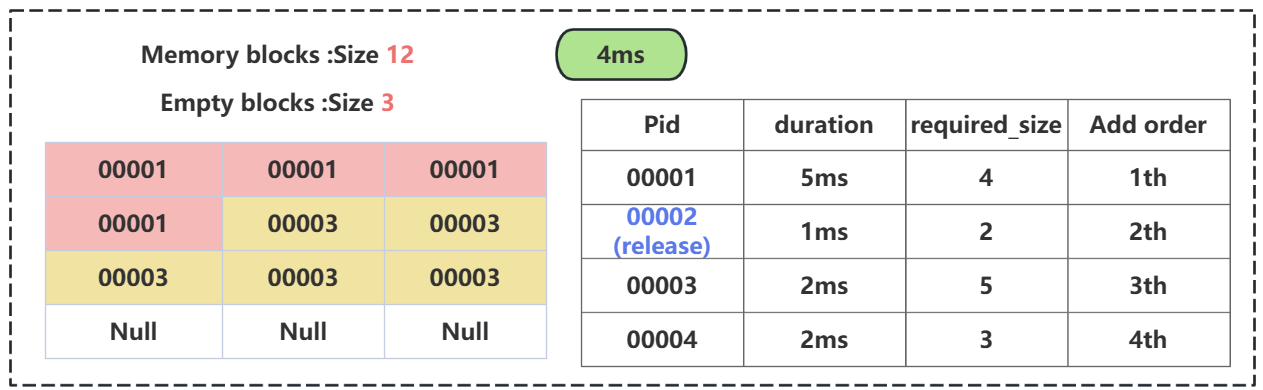 Memory blocks :Size 12
4ms
Empty blocks :Size 3
00001 00001 00001
00001 00003 00003
00003 00003 00003
Null Null Null
Pid duration required_size Add order
00001 5ms 4 1th
00002
(release) 1ms 2 2th
00003 2ms 5 3th
00004 2ms 3 4th